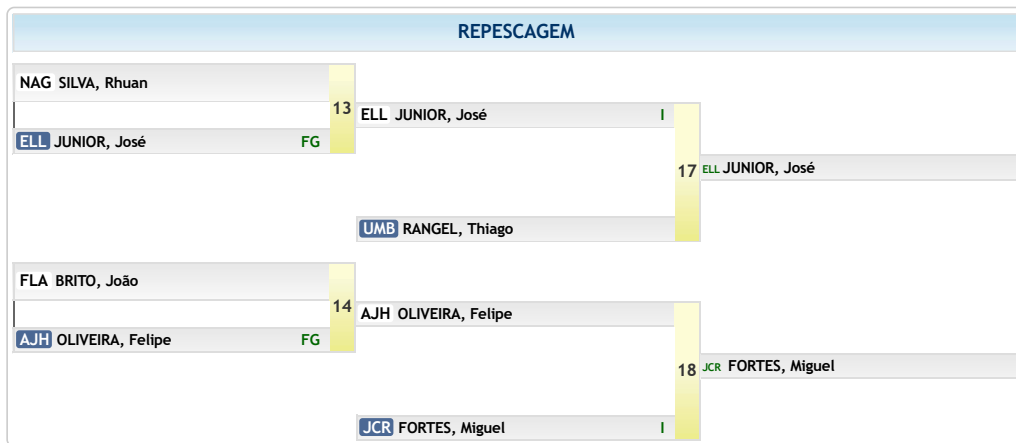 REPESCAGEM
NAG SILVA, Rhuan
13
ELL JUNIOR, José I
ELL JUNIOR, José FG
17
ELL JUNIOR, José
UMB RANGEL, Thiago
FLA BRITO, João
14
AJH OLIVEIRA, Felipe
AJH OLIVEIRA, Felipe FG
18
JCR FORTES, Miguel
JCR FORTES, Miguel I